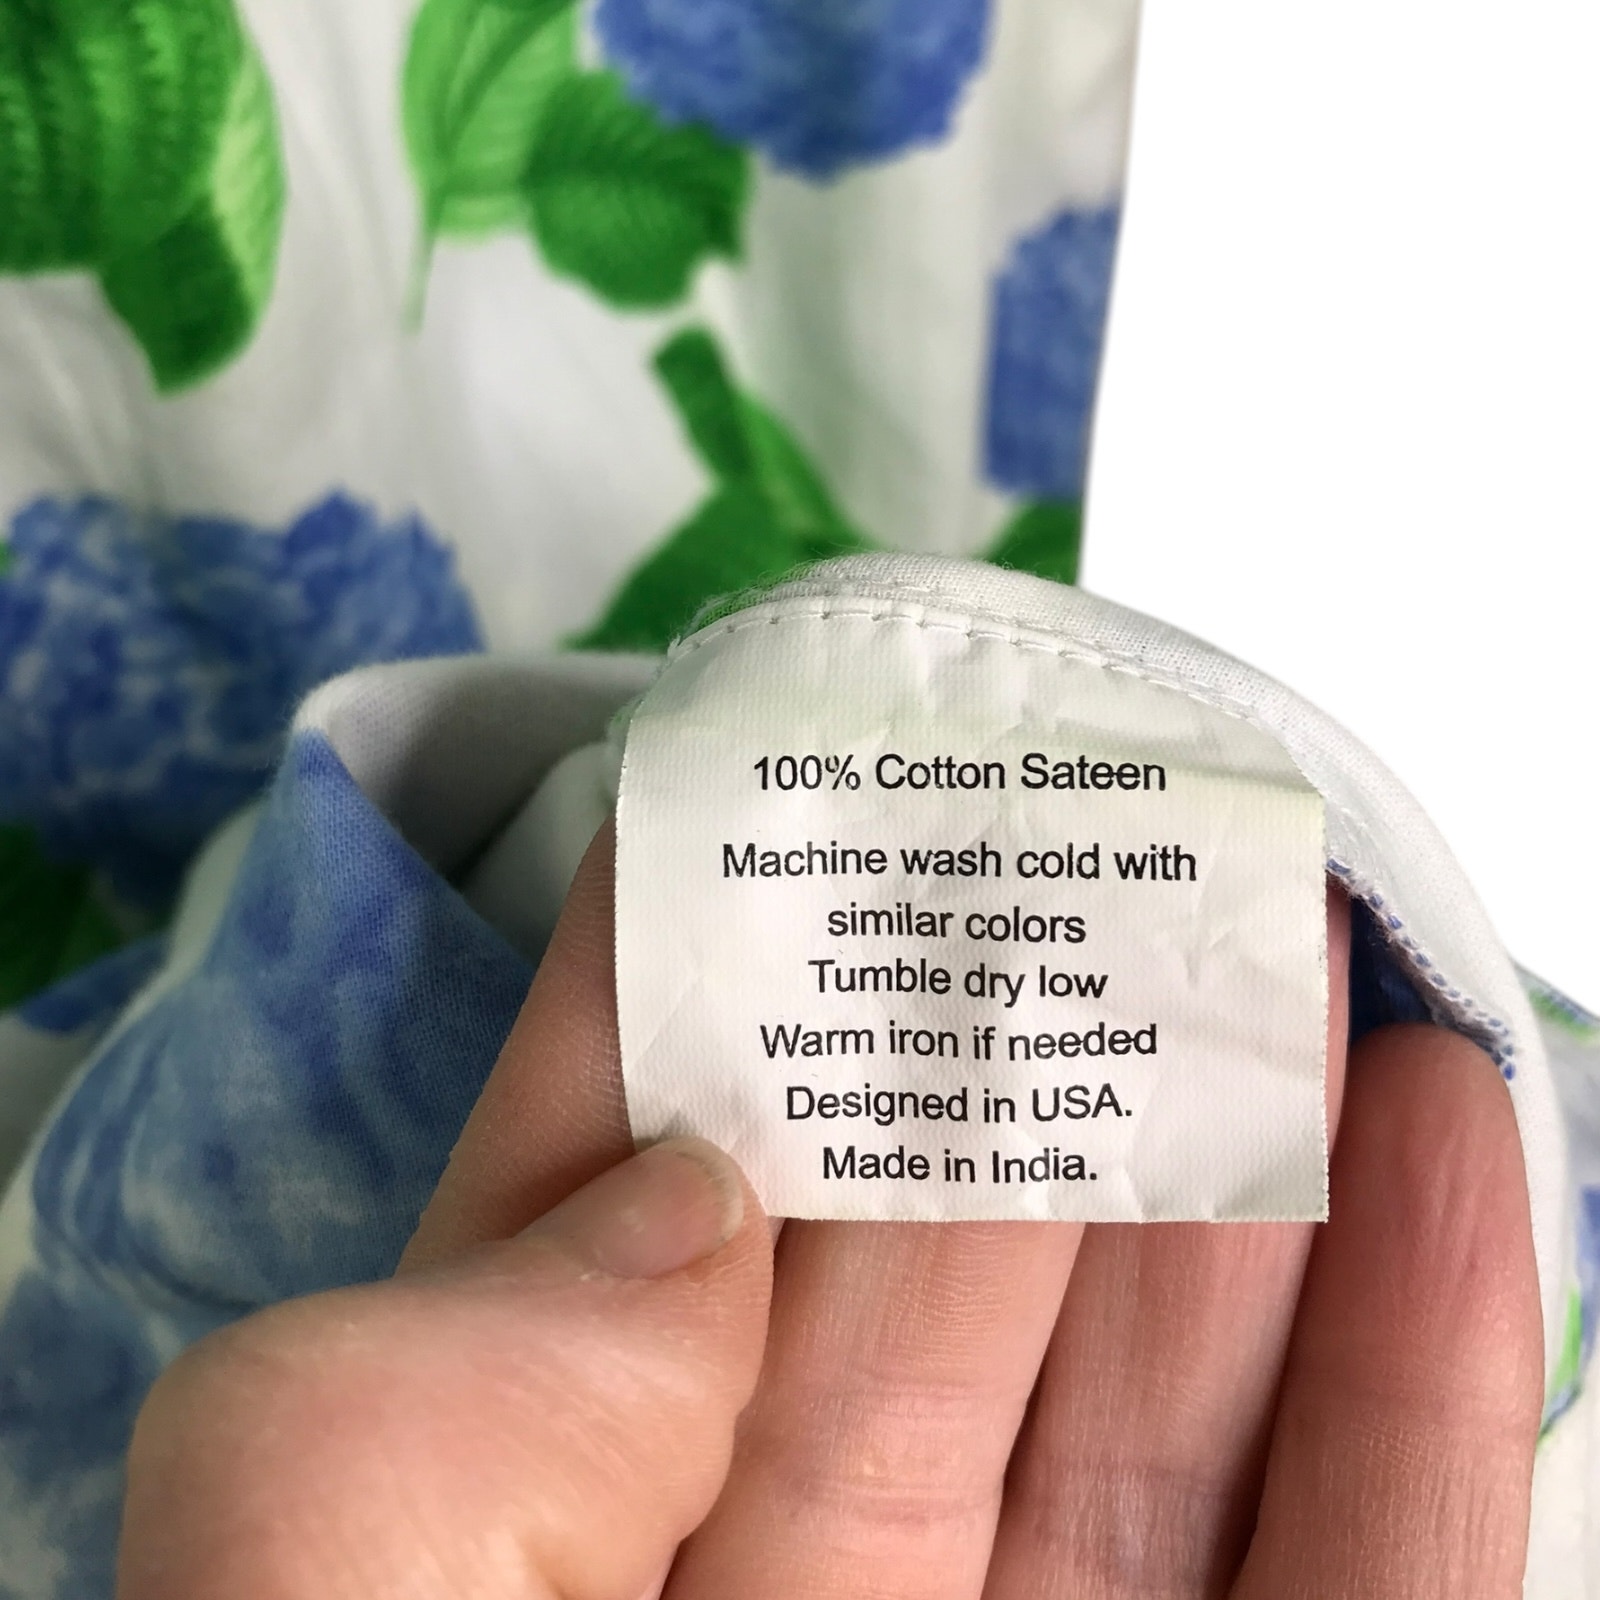 100% Cotton Sateen
Machine wash cold with
similar colors
Tumble dry low
Warm iron if needed
Designed in USA.
Made in India.